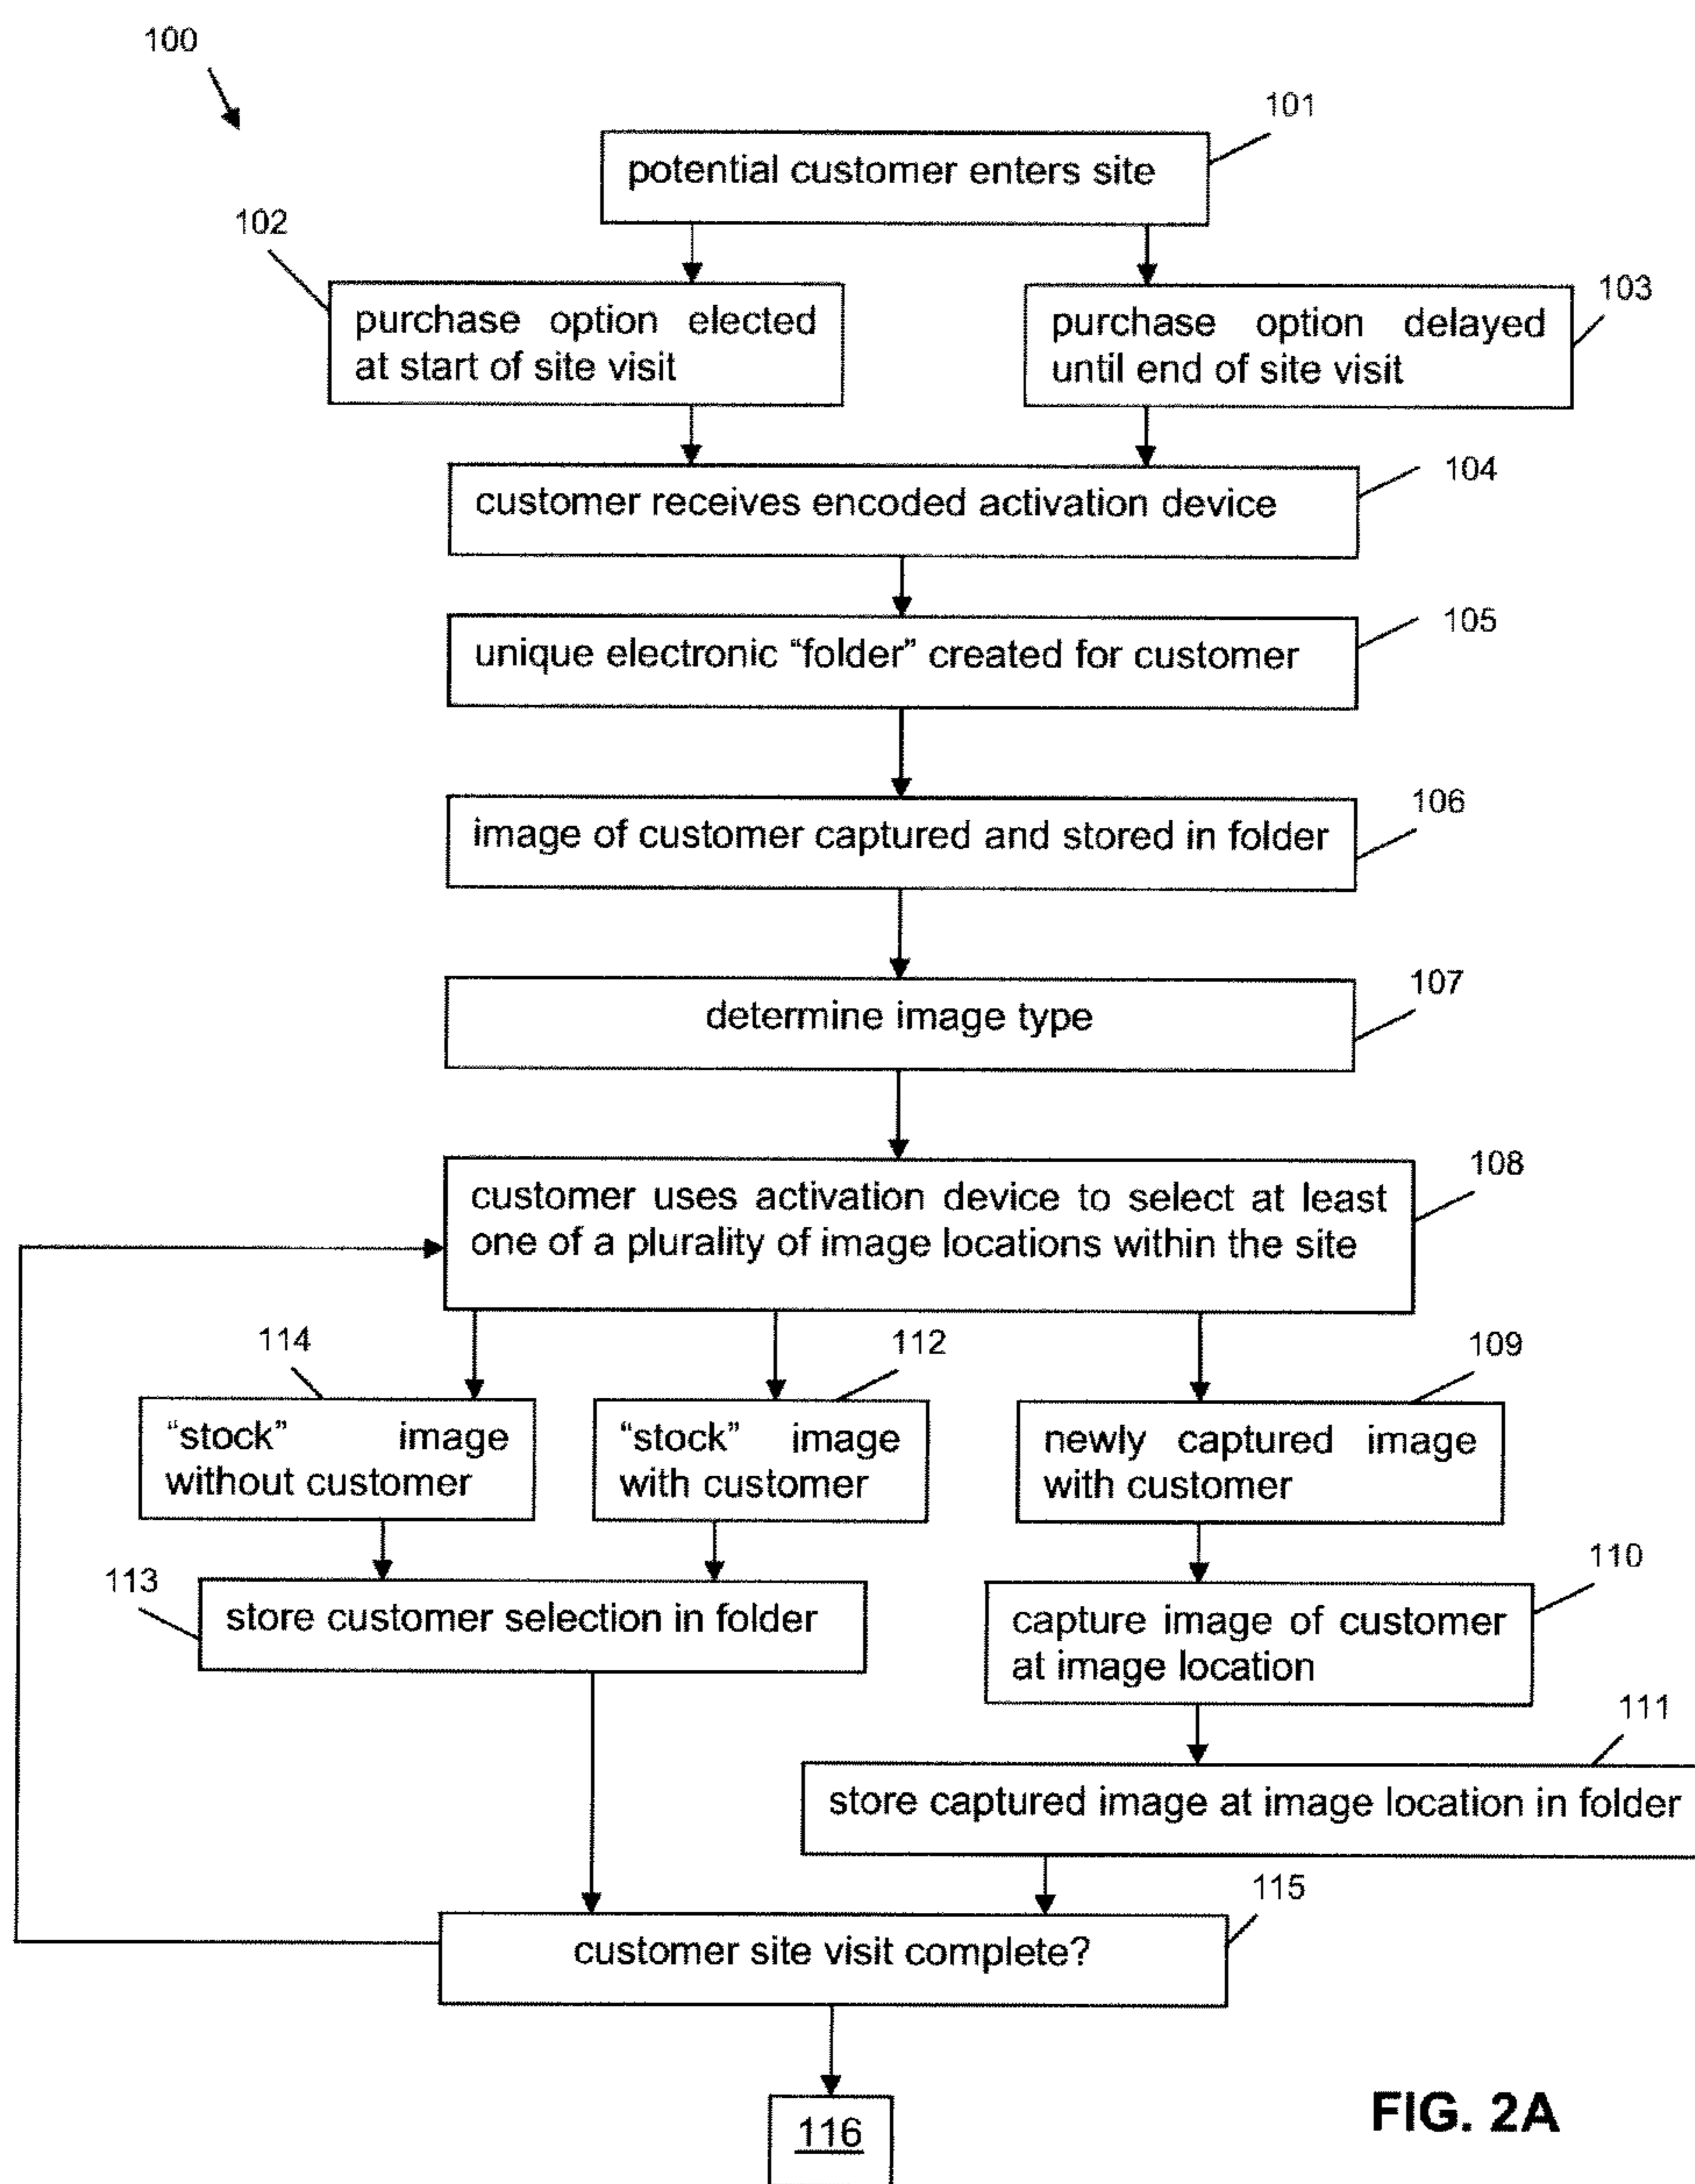 100
101
potential customer enters site
102
purchase option elected
at start of site visit
103
purchase option delayed
until end of site visit
104
customer receives encoded activation device
105
unique electronic “folder” created for customer
106
image of customer captured and stored in folder
107
determine image type
108
customer uses activation device to select at least
one of a plurality of image locations within the site
114
“stock” image
without customer
112
“stock” image
with customer
109
newly captured image
with customer
113
store customer selection in folder
110
capture image of customer
at image location
111
store captured image at image location in folder
115
customer site visit complete?
116
FIG. 2A